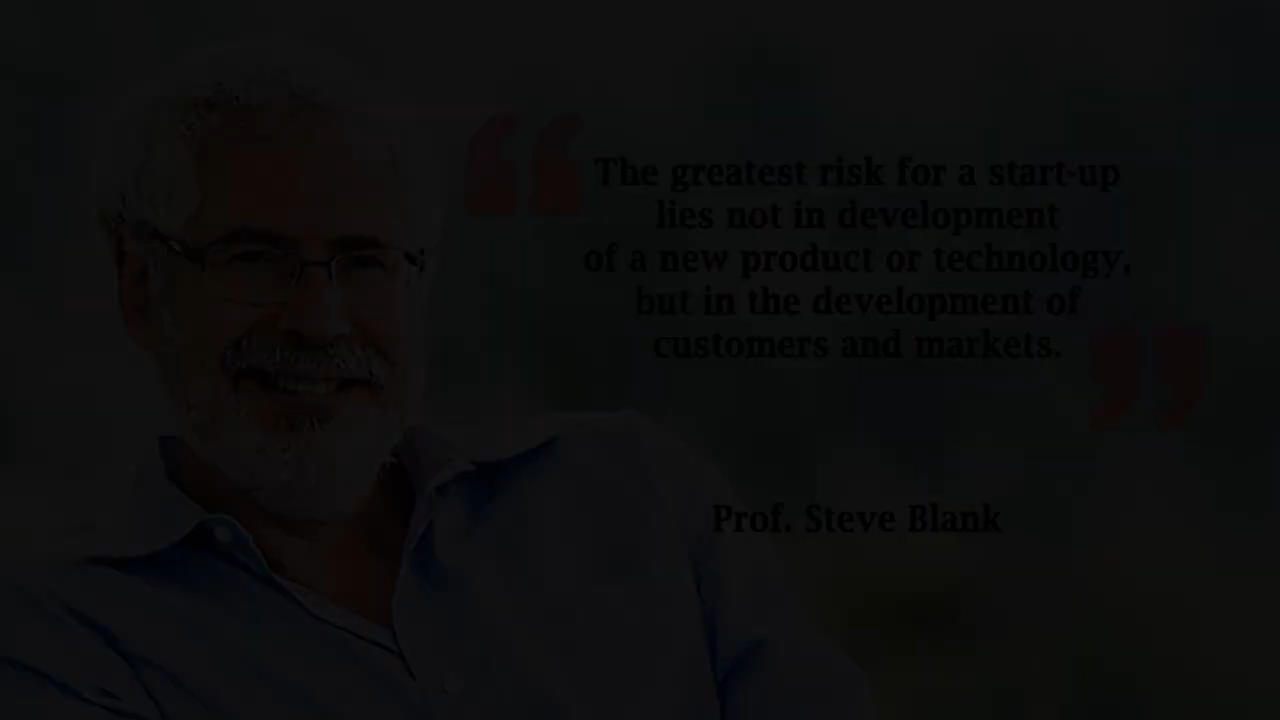 The greatest risk for a start-up
lies not in development
of a new product or technology,
but in the development of
customers and markets.
Prof. Steve Blank